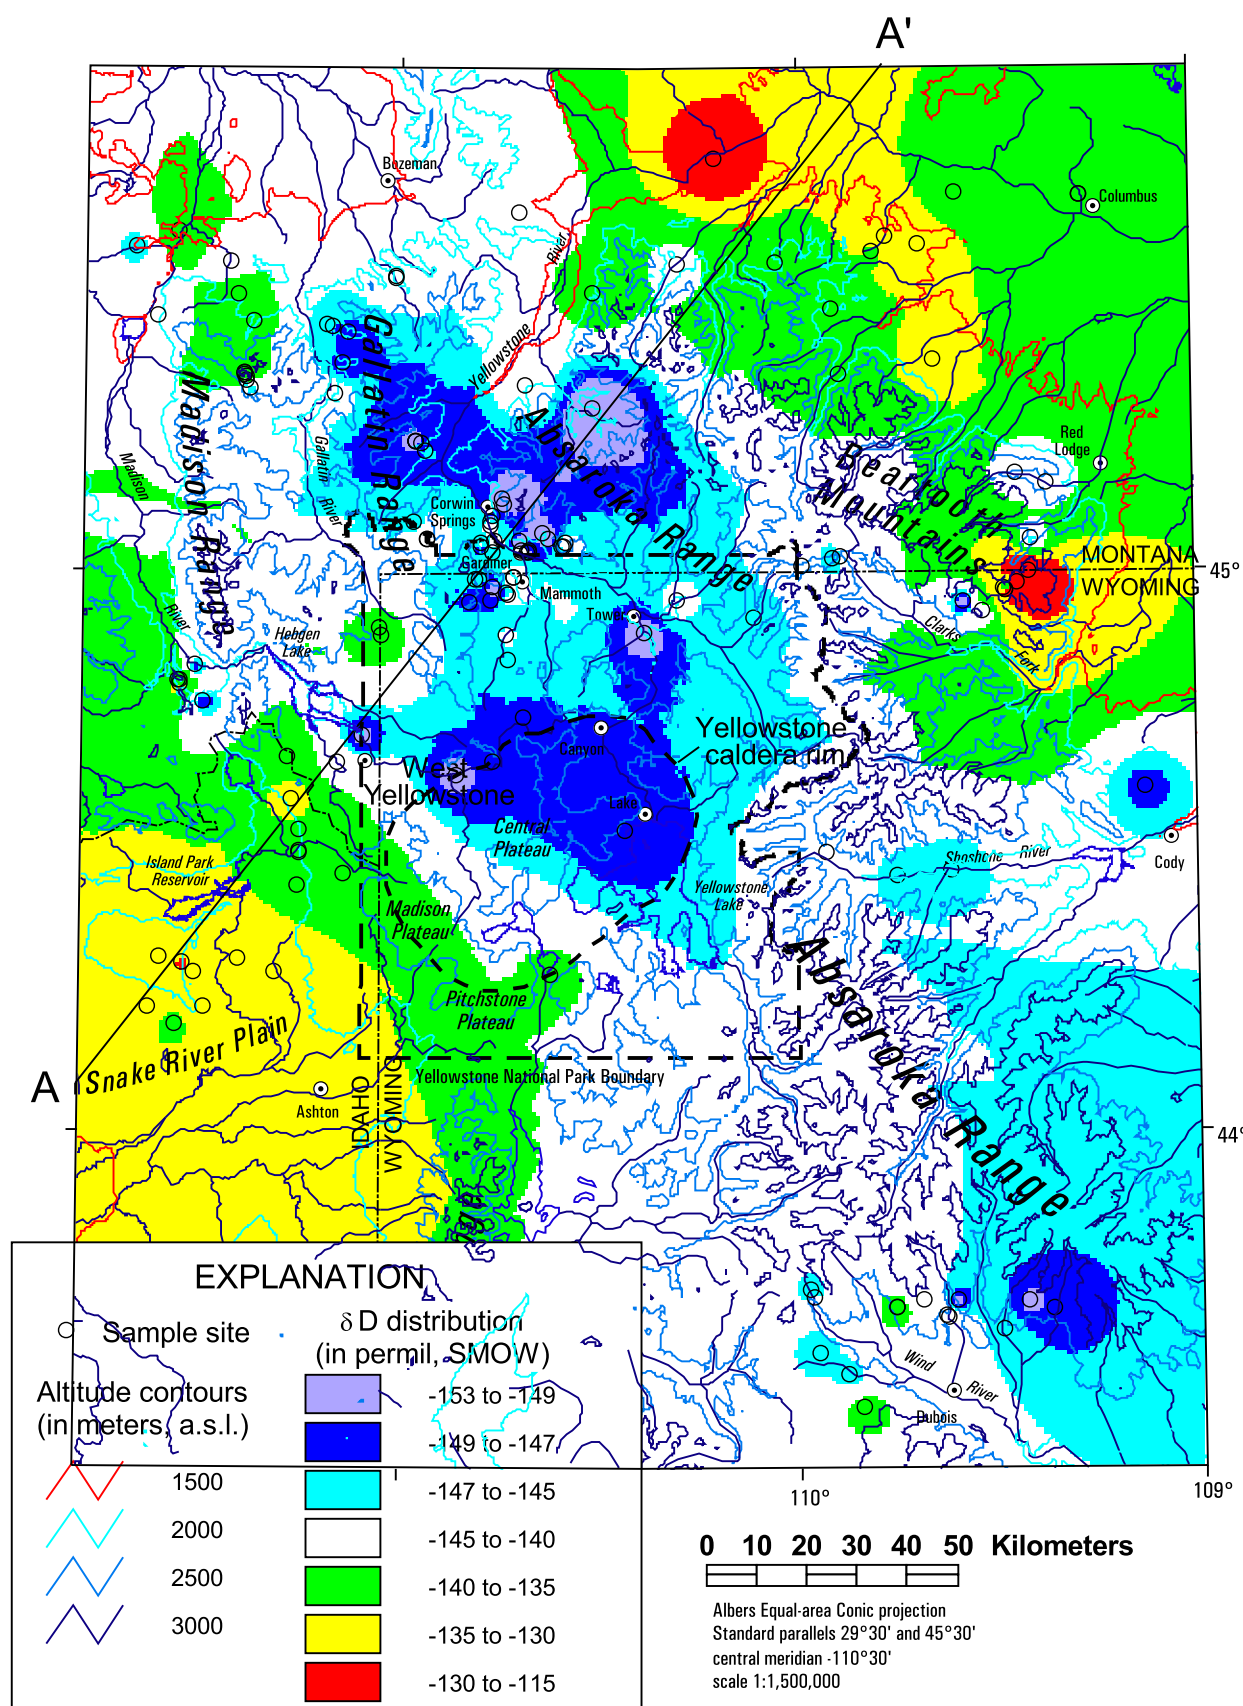 A'
Bozeman
Columbus
River
Gallatin Range
Yellowstone
Madison Range
Absaroka Range
Red
Lodge
Beartooth
Mountains
Madison
Gallatin
River
Corwin
Springs
MONTANA
45°
WYOMING
Gardiner
Mammoth
Tower
River
Hebgen
Lake
Clarks
Fork
Yellowstone
caldera rim
Canyon
West
Yellowstone
Lake
Central
Plateau
Island Park
Reservoir
Shoshone River
Cody
Yellowstone
Lake
Madison
Plateau
Absaroka Range
Pitchstone
Plateau
Snake River Plain
A
Yellowstone National Park Boundary
Ashton
IDAHO
WYOMING
44°
EXPLANATION
Sample site
δ D distribution
(in permil, SMOW)
Altitude contours
(in meters, a.s.l.)
-153 to -149
-149 to -147
1500
-147 to -145
2000
-145 to -140
2500
-140 to -135
3000
-135 to -130
-130 to -115
Wind
River
Dubois
110°
109°
0 10 20 30 40 50 Kilometers
Albers Equal-area Conic projection
Standard parallels 29°30' and 45°30'
central meridian -110°30'
scale 1:1,500,000